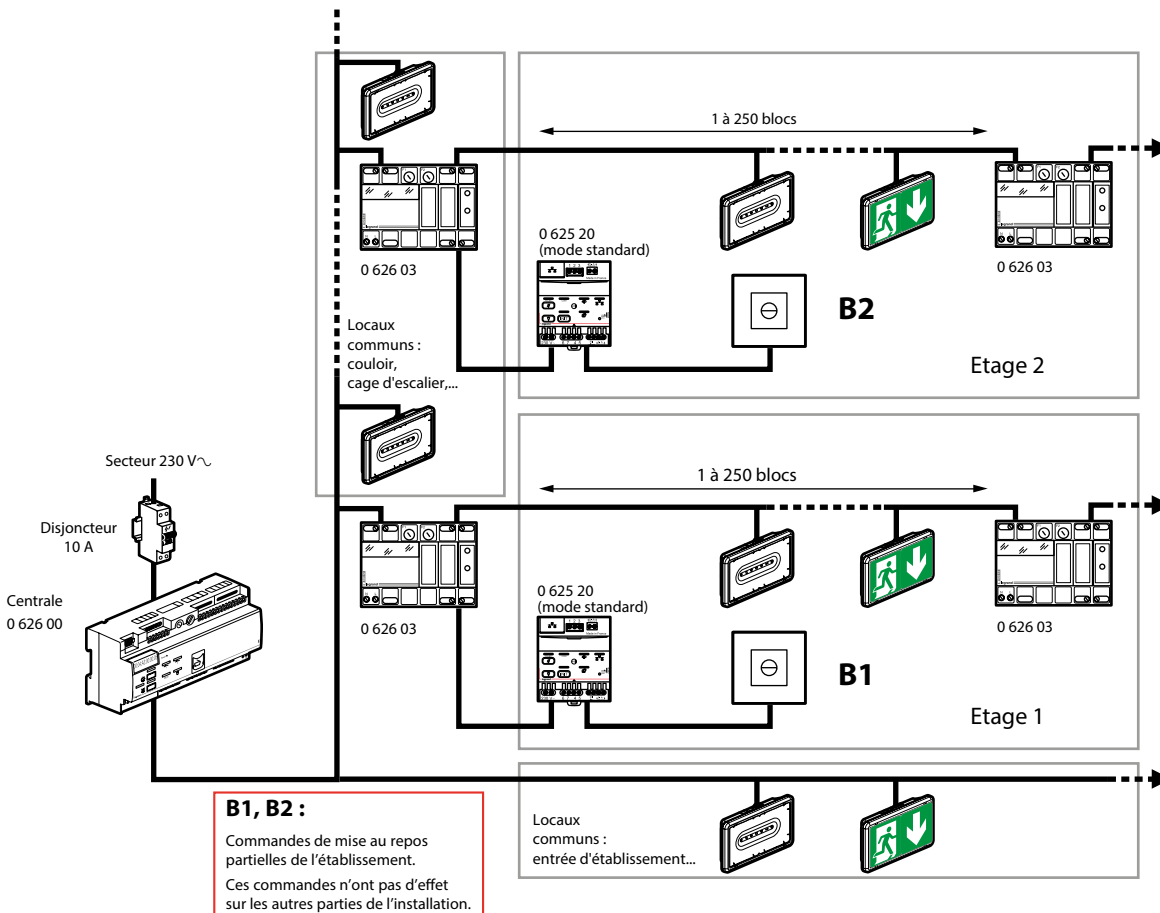 1 à 250 blocs
0 625 20
(mode standard)
0 626 03
0 626 03
B2
Locaux
communs :
couloir,
cage d'escalier,...
Etage 2
Secteur 230 V~
1 à 250 blocs
Disjoncteur
10 A
0 625 20
(mode standard)
Centrale
0 626 00
0 626 03
0 626 03
B1
Etage 1
B1, B2 :
Commandes de mise au repos
partielles de l'établissement.
Ces commandes n'ont pas d'effet
sur les autres parties de l'installation.
Locaux
communs :
entrée d'établissement...